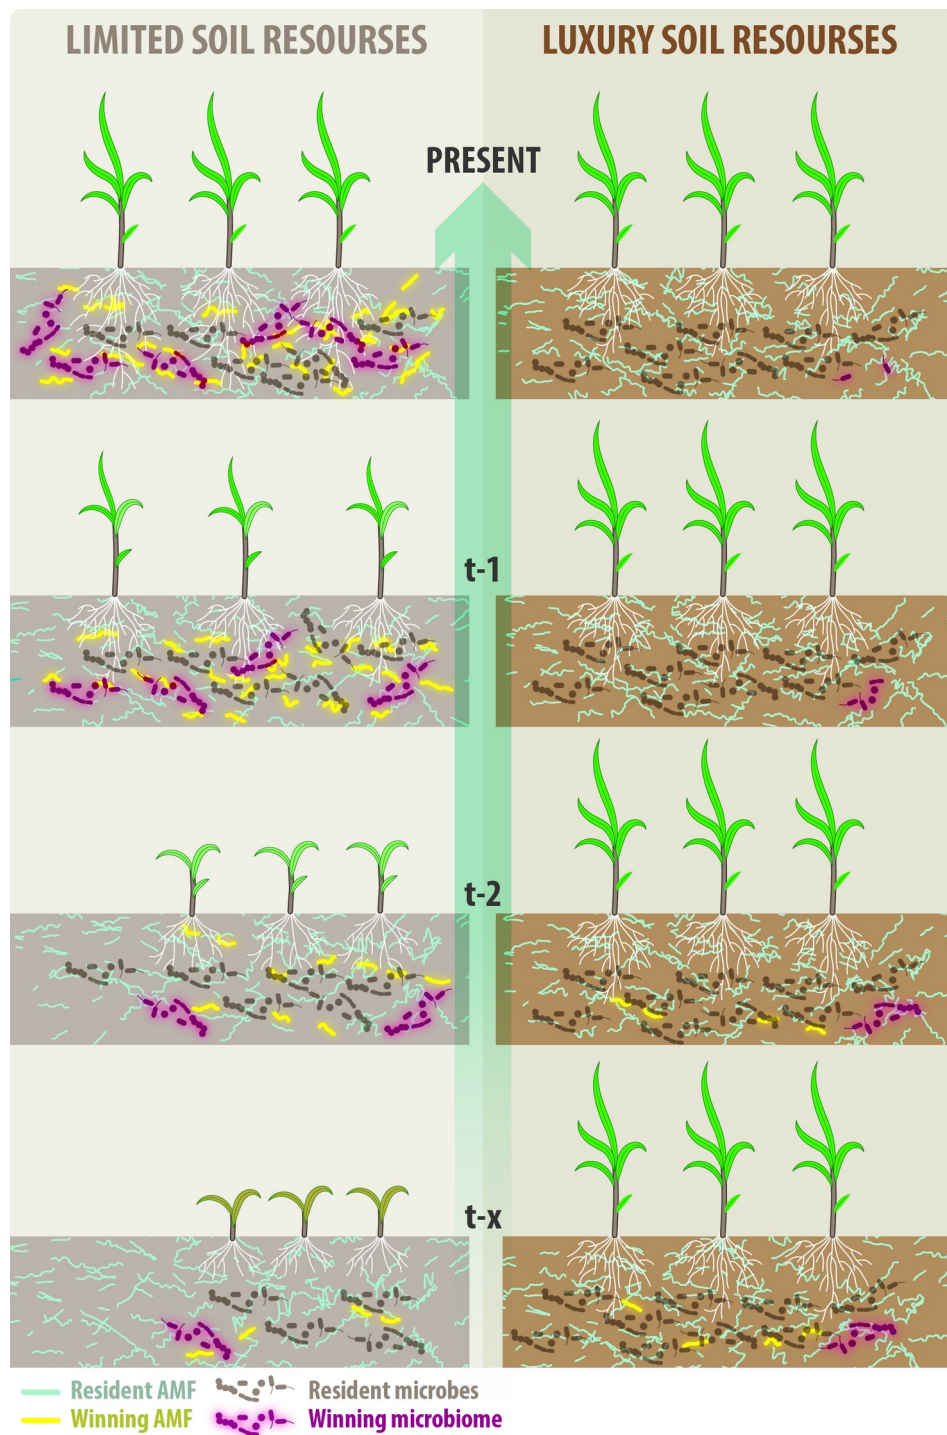 LIMITED SOIL RESOURSES
LUXURY SOIL RESOURSES
PRESENT
t-1
t-2
t-x
Resident AMF
Resident microbes
Winning AMF
Winning microbiome